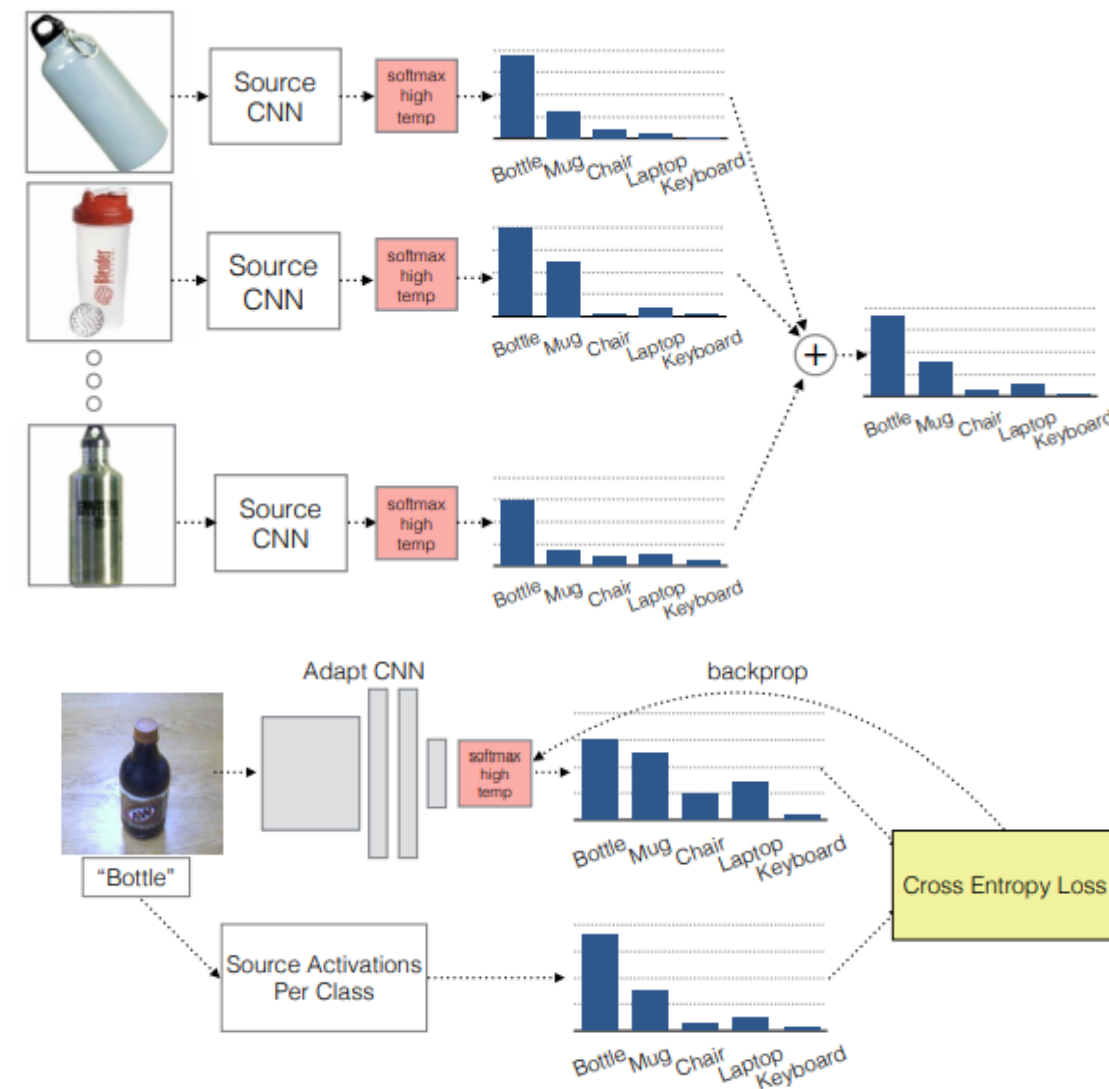 Source
CNN
softmax
high
temp
Bottle
Mug
Chair
Laptop
Keyboard
Blender
Source
CNN
softmax
high
temp
Bottle
Mug
Chair
Laptop
Keyboard
+
Bottle
Mug
Chair
Laptop
Keyboard
Source
CNN
softmax
high
temp
Bottle
Mug
Chair
Laptop
Keyboard
Adapt CNN
backprop
softmax
high
temp
Bottle
Mug
Chair
Laptop
Keyboard
"Bottle"
Cross Entropy Loss
Source Activations
Per Class
Bottle
Mug
Chair
Laptop
Keyboard